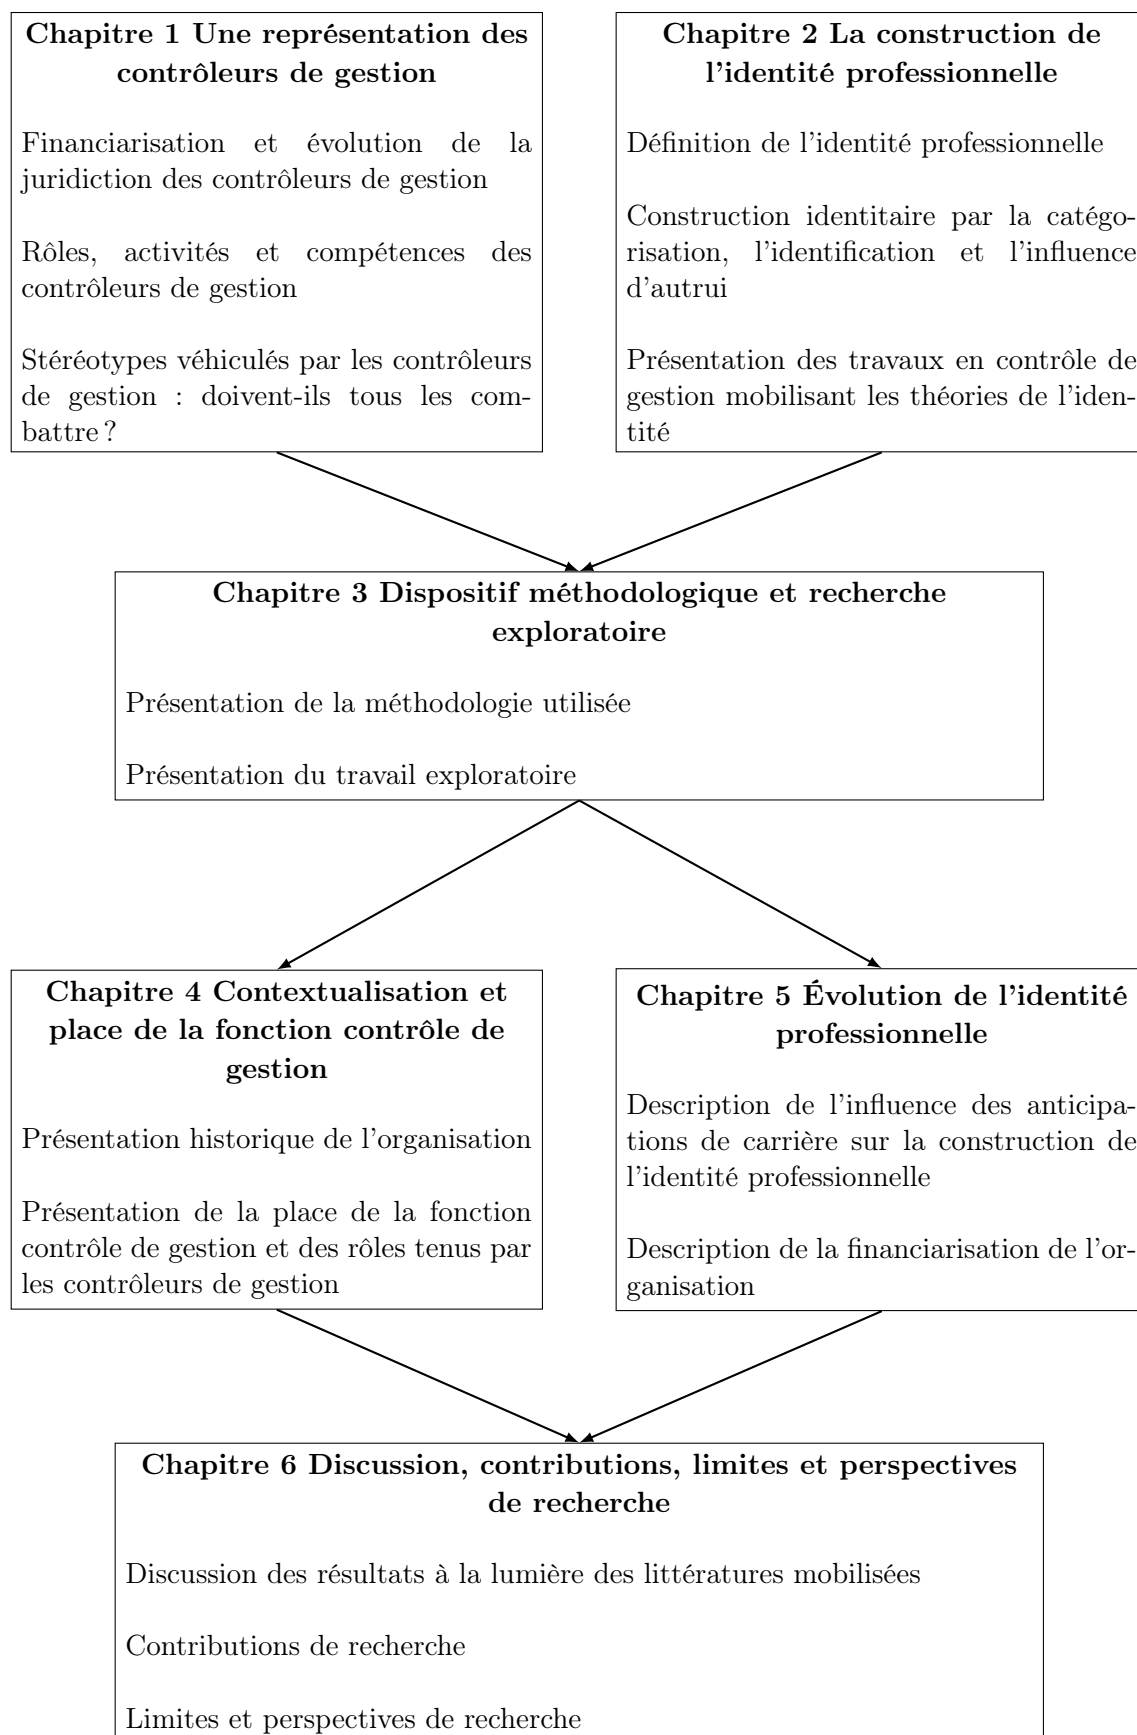 Chapitre 1 Une représentation des
contrôleurs de gestion
Financiarisation et évolution de la
juridiction des contrôleurs de gestion
Rôles, activités et compétences des
contrôleurs de gestion
Stéréotypes véhiculés par les contrôleurs
de gestion : doivent-ils tous les com-
battre ?
Chapitre 2 La construction de
l'identité professionnelle
Définition de l'identité professionnelle
Construction identitaire par la catégo-
risation, l'identification et l'influence
d'autrui
Présentation des travaux en contrôle de
gestion mobilisant les théories de l'iden-
tité
Chapitre 3 Dispositif méthodologique et recherche
exploratoire
Présentation de la méthodologie utilisée
Présentation du travail exploratoire
Chapitre 4 Contextualisation et
place de la fonction contrôle de
gestion
Présentation historique de l'organisation
Présentation de la place de la fonction
contrôle de gestion et des rôles tenus par
les contrôleurs de gestion
Chapitre 5 Évolution de l'identité
professionnelle
Description de l'influence des anticipa-
tions de carrière sur la construction de
l'identité professionnelle
Description de la financiarisation de l'or-
ganisation
Chapitre 6 Discussion, contributions, limites et perspectives
de recherche
Discussion des résultats à la lumière des littératures mobilisées
Contributions de recherche
Limites et perspectives de recherche